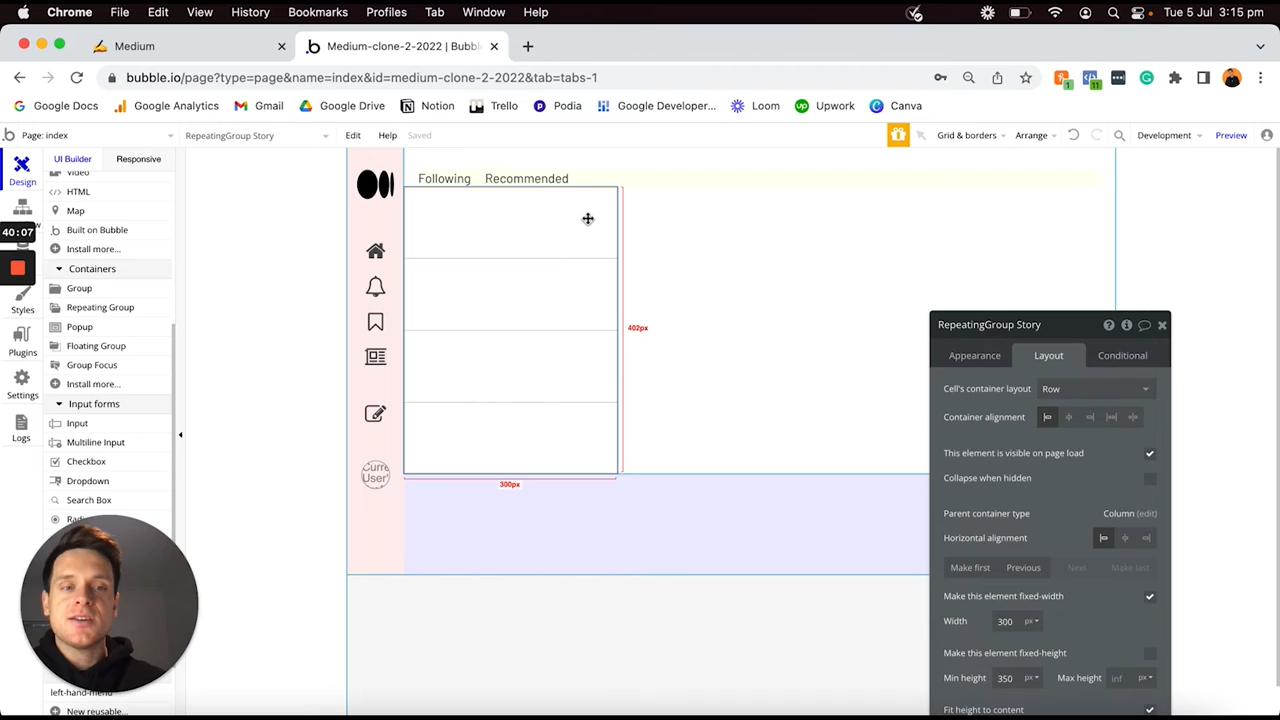 Chrome File Edit View History Bookmarks Profiles Tab Window Help Tue 5 Jul 3:15 pm
Medium
Medium-clone-2-2022 | Bubbl
bubble.io/page?type=page&name=index&id=medium-clone-2-2022&tab=tabs-1
1
11
Google Docs Google Analytics Gmail Google Drive Notion Trello Podia Google Developer... Loom Upwork Canva
Page: index
RepeatingGroup Story
Edit Help Saved
Grid & borders Arrange Development Preview
UI Builder Responsive
Design
Video
HTML
Map
Built on Bubble
Install more...
Containers
Group
Repeating Group
Popup
Floating Group
Group Focus
Install more...
Input forms
Input
Multiline Input
Checkbox
Dropdown
Search Box
left-hand-menu
New reusable...
40:07
Styles
Plugins
Settings
Logs
Following Recommended
402px
300px
Curre
User'
RepeatingGroup Story
Appearance Layout Conditional
Cell's container layout Row
Container alignment
This element is visible on page load
Collapse when hidden
Parent container type Column (edit)
Horizontal alignment
Make first Previous Next Make last
Make this element fixed-width
Width 300 px
Make this element fixed-height
Min height 350 px Max height inf px
Fit height to content